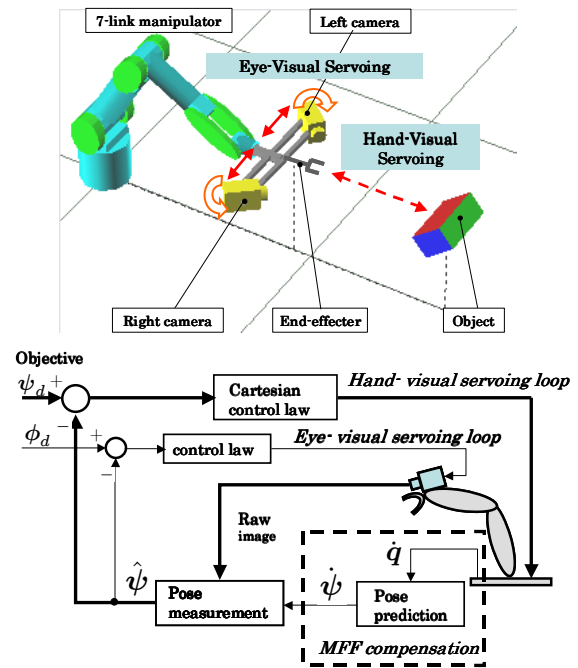 7-link manipulator
Left camera
Eye-Visual Servoing
Hand-Visual
Servoing
Right camera
End-effecter
Object
Objective
ψ_d +
Cartesian
control law
Hand- visual servoing loop
−
ϕ_d
+
control law
Eye- visual servoing loop
−
Raw
image
q̇
ψ̂
Pose
measurement
ψ̇
Pose
prediction
MFF compensation